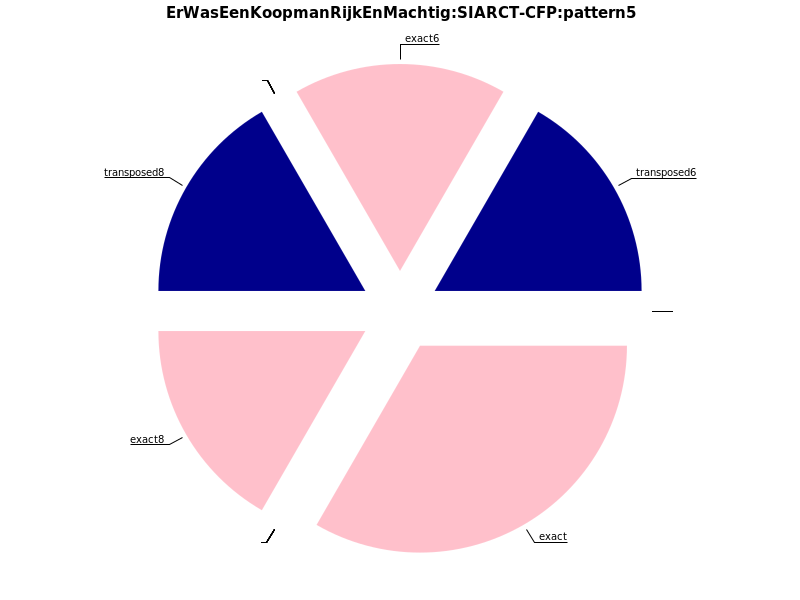 ErWasEenKoopmanRijkEnMachtig:SIARCT-CFP:pattern5
exact6
transposed8
transposed6
exact8
exact